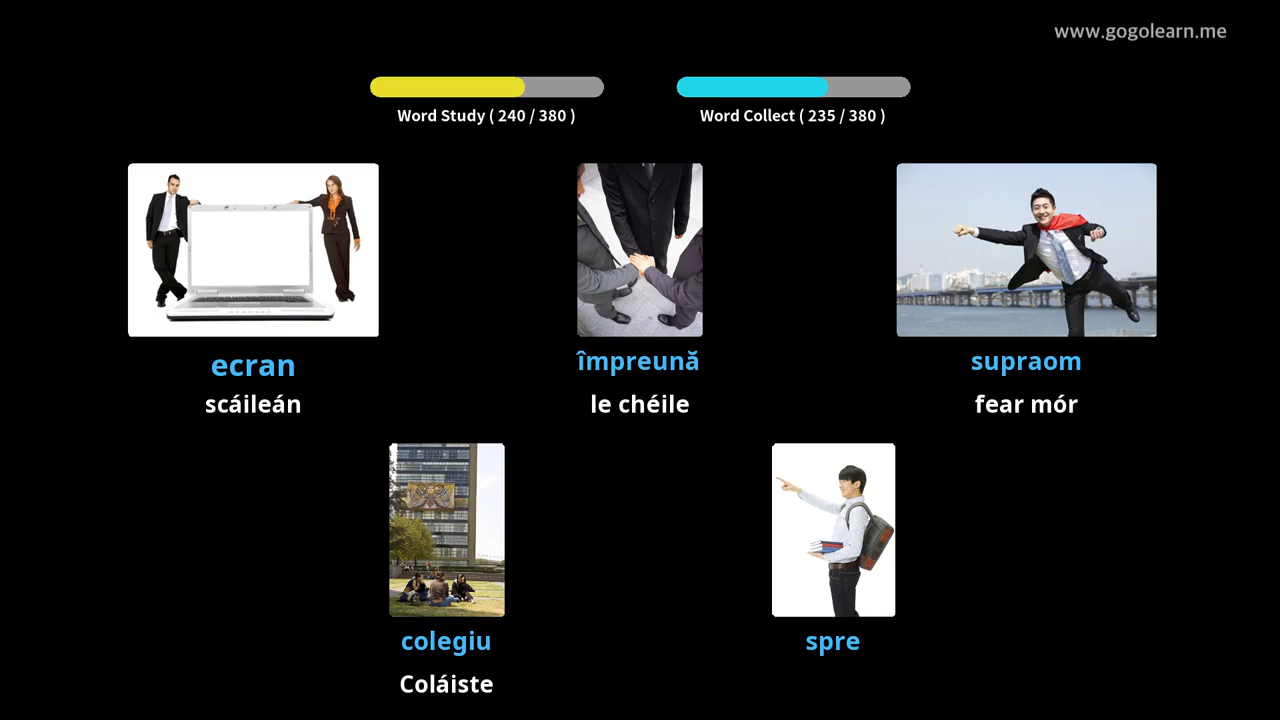 www.gogolearn.me
Word Study ( 240 / 380 )
Word Collect ( 235 / 380 )
ecran
scáileán
împreună
le chéile
supraom
fear mór
colegiu
Coláiste
spre